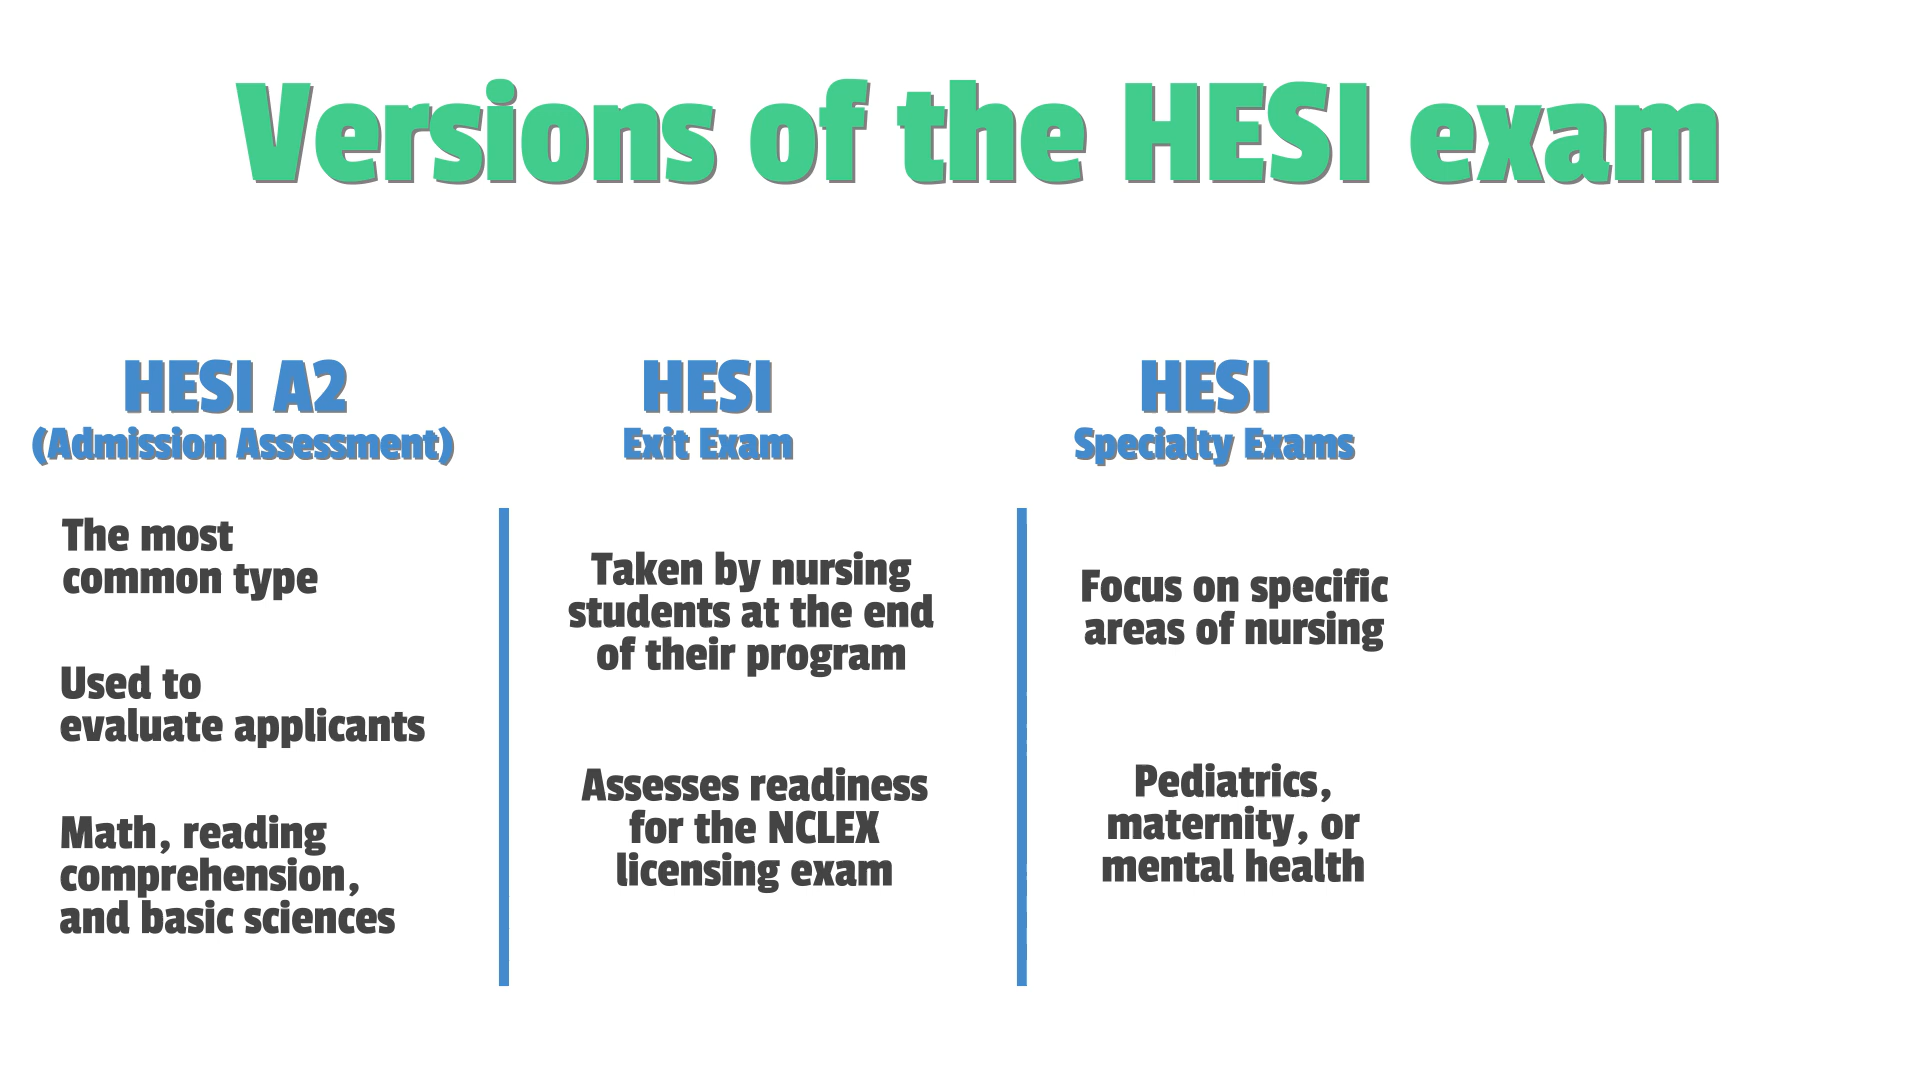 Versions of the HESI exam
HESI A2
(Admission Assessment)
The most
common type
Used to
evaluate applicants
Math, reading
comprehension,
and basic sciences
HESI
Exit Exam
Taken by nursing
students at the end
of their program
Assesses readiness
for the NCLEX
licensing exam
HESI
Specialty Exams
Focus on specific
areas of nursing
Pediatrics,
maternity, or
mental health